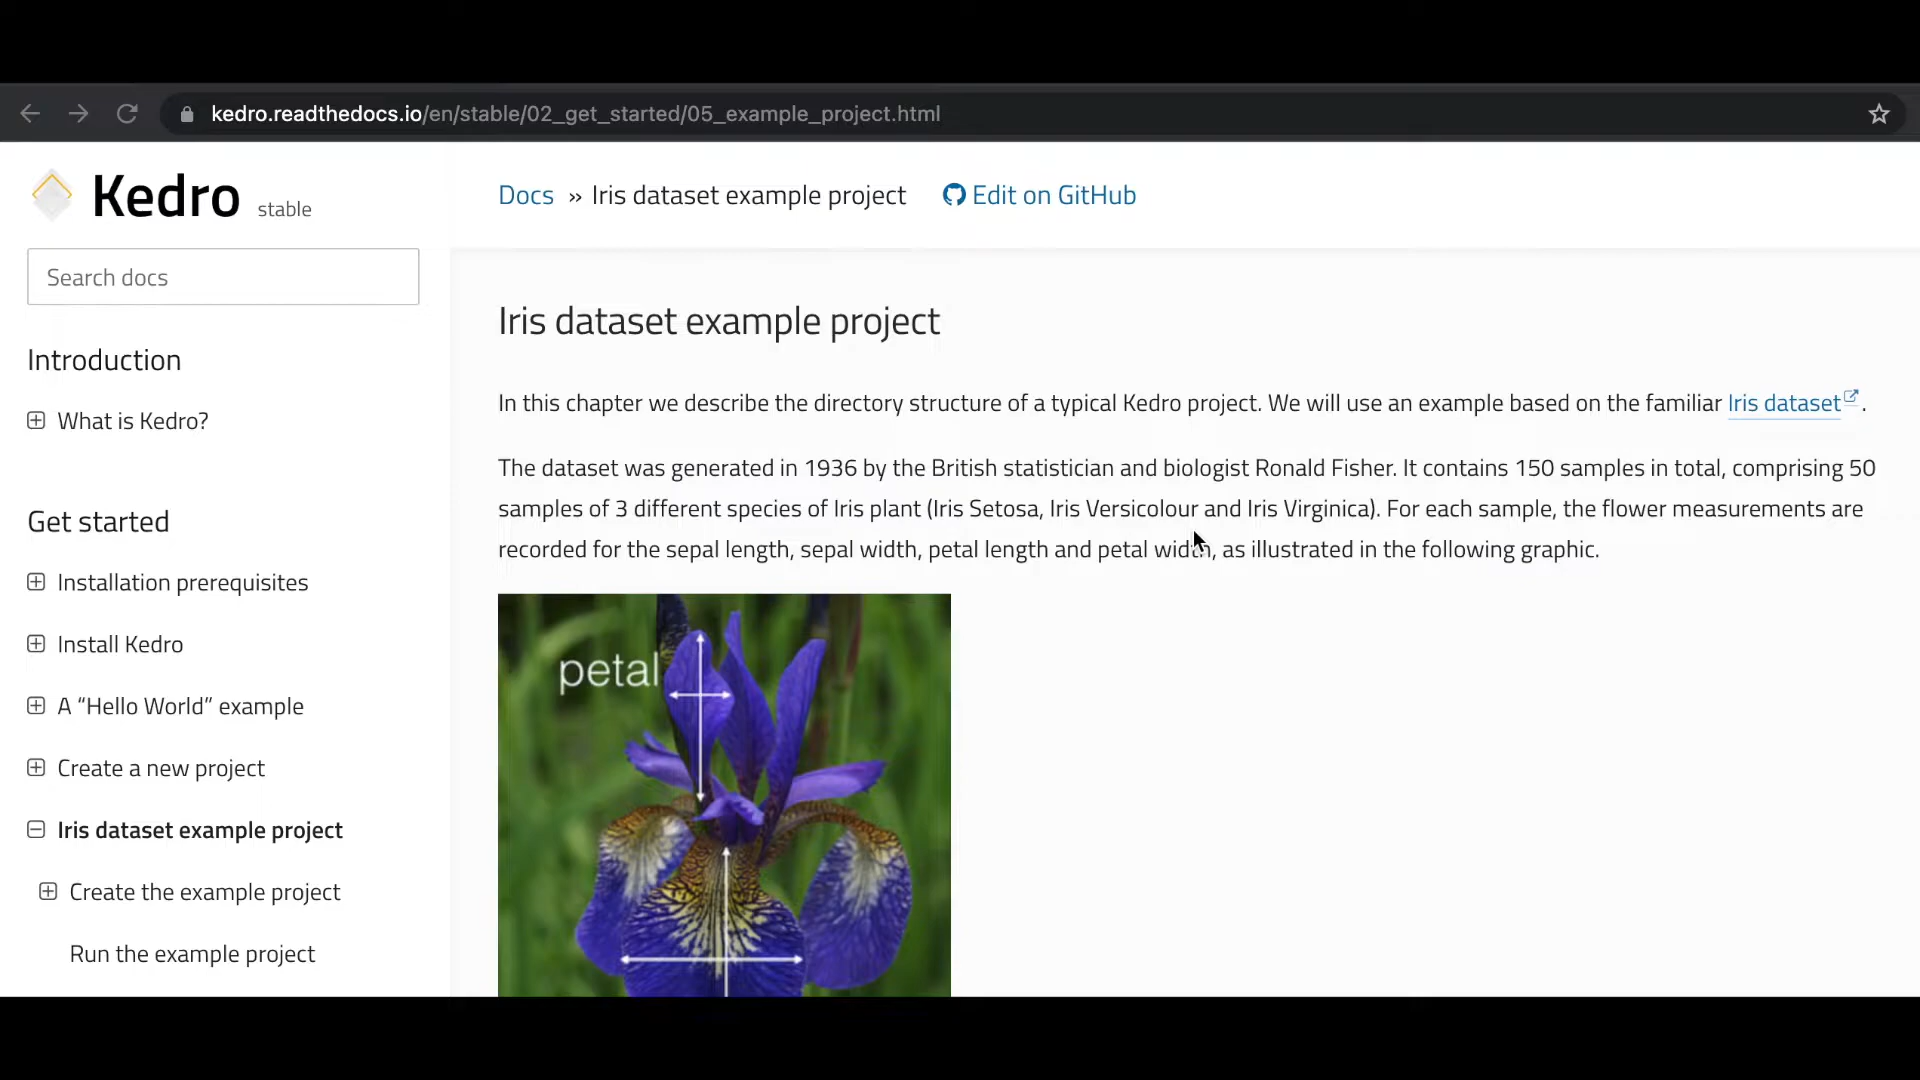 kedro.readthedocs.io/en/stable/02_get_started/05_example_project.html
Kedro stable
Search docs
Introduction
What is Kedro?
Get started
Installation prerequisites
Install Kedro
A “Hello World” example
Create a new project
Iris dataset example project
Create the example project
Run the example project
Docs » Iris dataset example project Edit on GitHub
Iris dataset example project
In this chapter we describe the directory structure of a typical Kedro project. We will use an example based on the familiar Iris dataset.
The dataset was generated in 1936 by the British statistician and biologist Ronald Fisher. It contains 150 samples in total, comprising 50
samples of 3 different species of Iris plant (Iris Setosa, Iris Versicolour and Iris Virginica). For each sample, the flower measurements are
recorded for the sepal length, sepal width, petal length and petal width, as illustrated in the following graphic.
petal